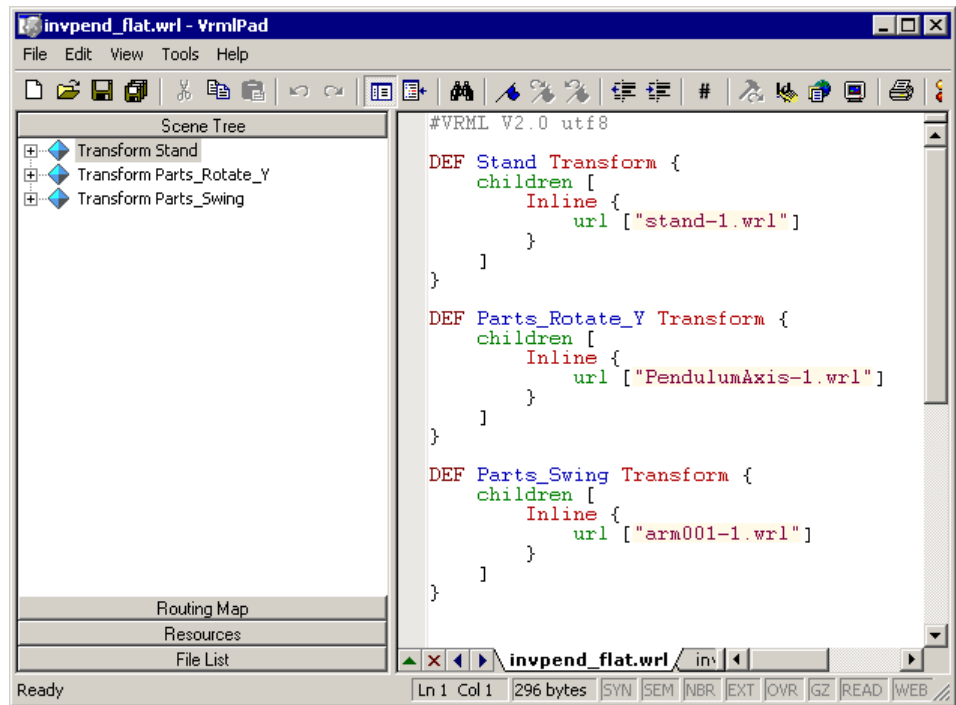 invpend_flat.wrl - VrmlPad
File Edit View Tools Help
#
Scene Tree
Transform Stand
Transform Parts_Rotate_Y
Transform Parts_Swing
Routing Map
Resources
File List
#VRML V2.0 utf8
DEF Stand Transform {
children [
Inline {
url ["stand-1.wrl"]
}
]
}
DEF Parts_Rotate_Y Transform {
children [
Inline {
url ["PendulumAxis-1.wrl"]
}
]
}
DEF Parts_Swing Transform {
children [
Inline {
url ["arm001-1.wrl"]
}
]
}
invpend_flat.wrl
Ready Ln 1 Col 1 296 bytes SYN SEM NBR EXT OVR GZ READ WEB